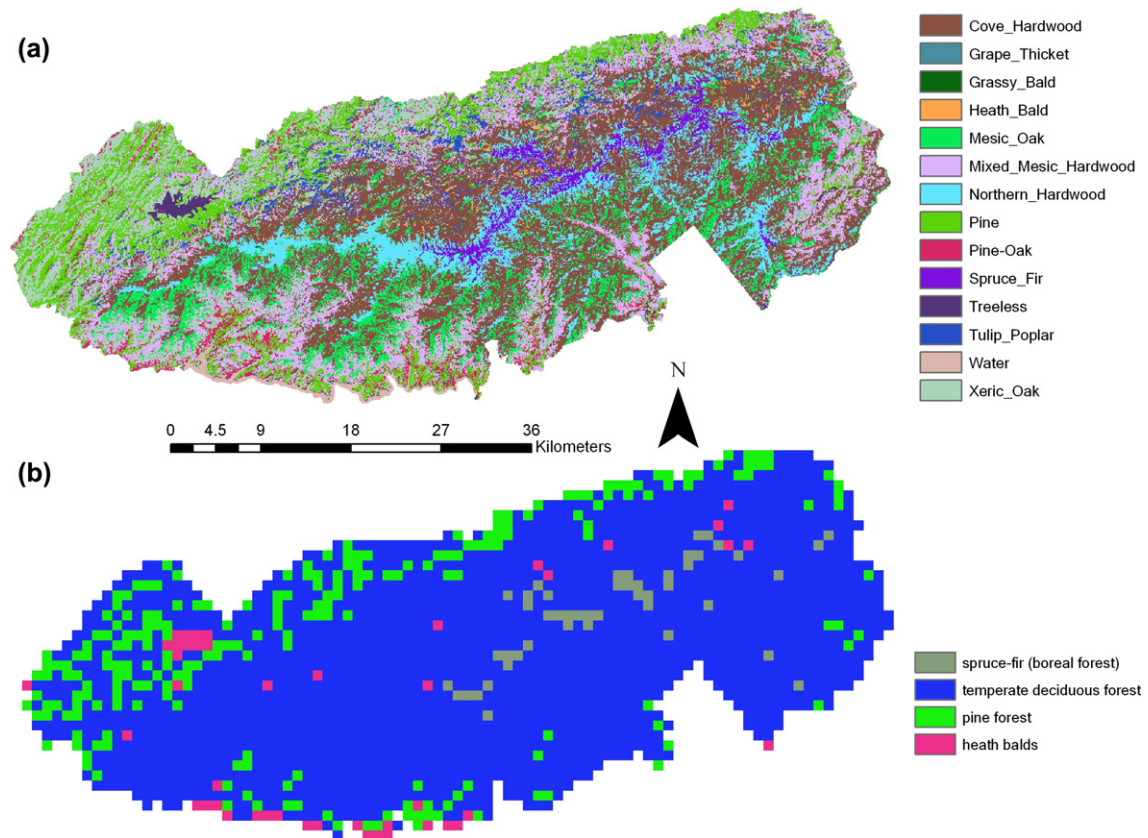 (a)
Cove_Hardwood
Grape_Thicket
Grassy_Bald
Heath_Bald
Mesic_Oak
Mixed_Mesic_Hardwood
Northern_Hardwood
Pine
Pine-Oak
Spruce_Fir
Treeless
Tulip_Poplar
Water
Xeric_Oak
N
0 4.5 9 18 27 36
Kilometers
(b)
spruce-fir (boreal forest)
temperate deciduous forest
pine forest
heath balds